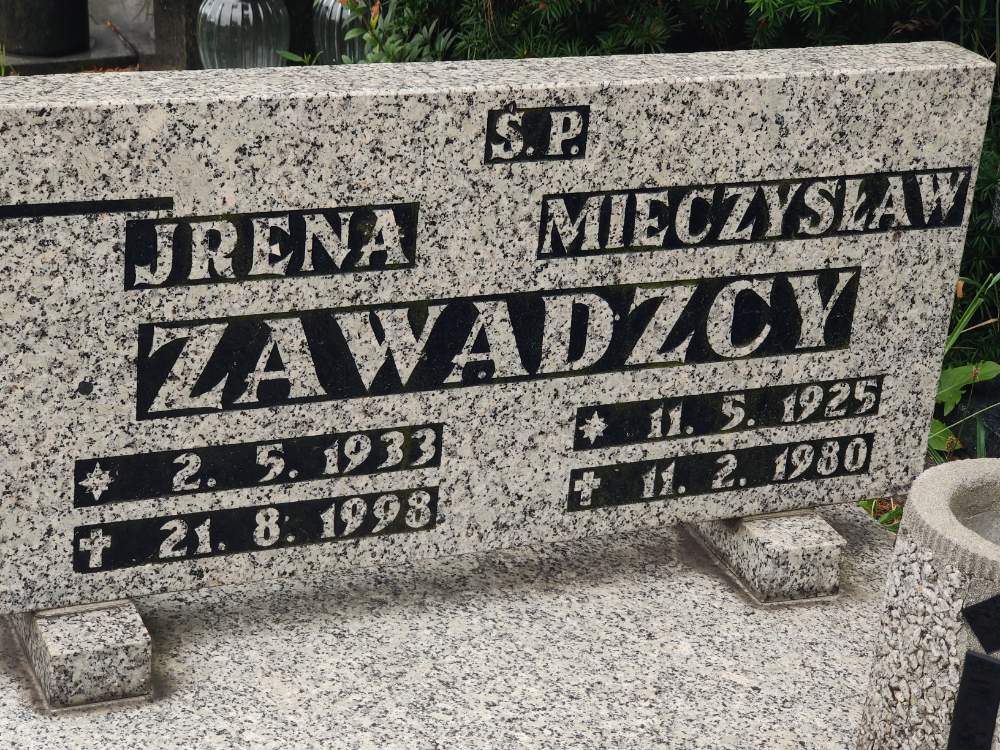 Ś.P.
JRENA MIECZYSŁAW
ZAWADZCY
* 2. 5. 1933 * 11. 5. 1925
✝ 21. 8. 1998 ✝ 11. 2. 1980